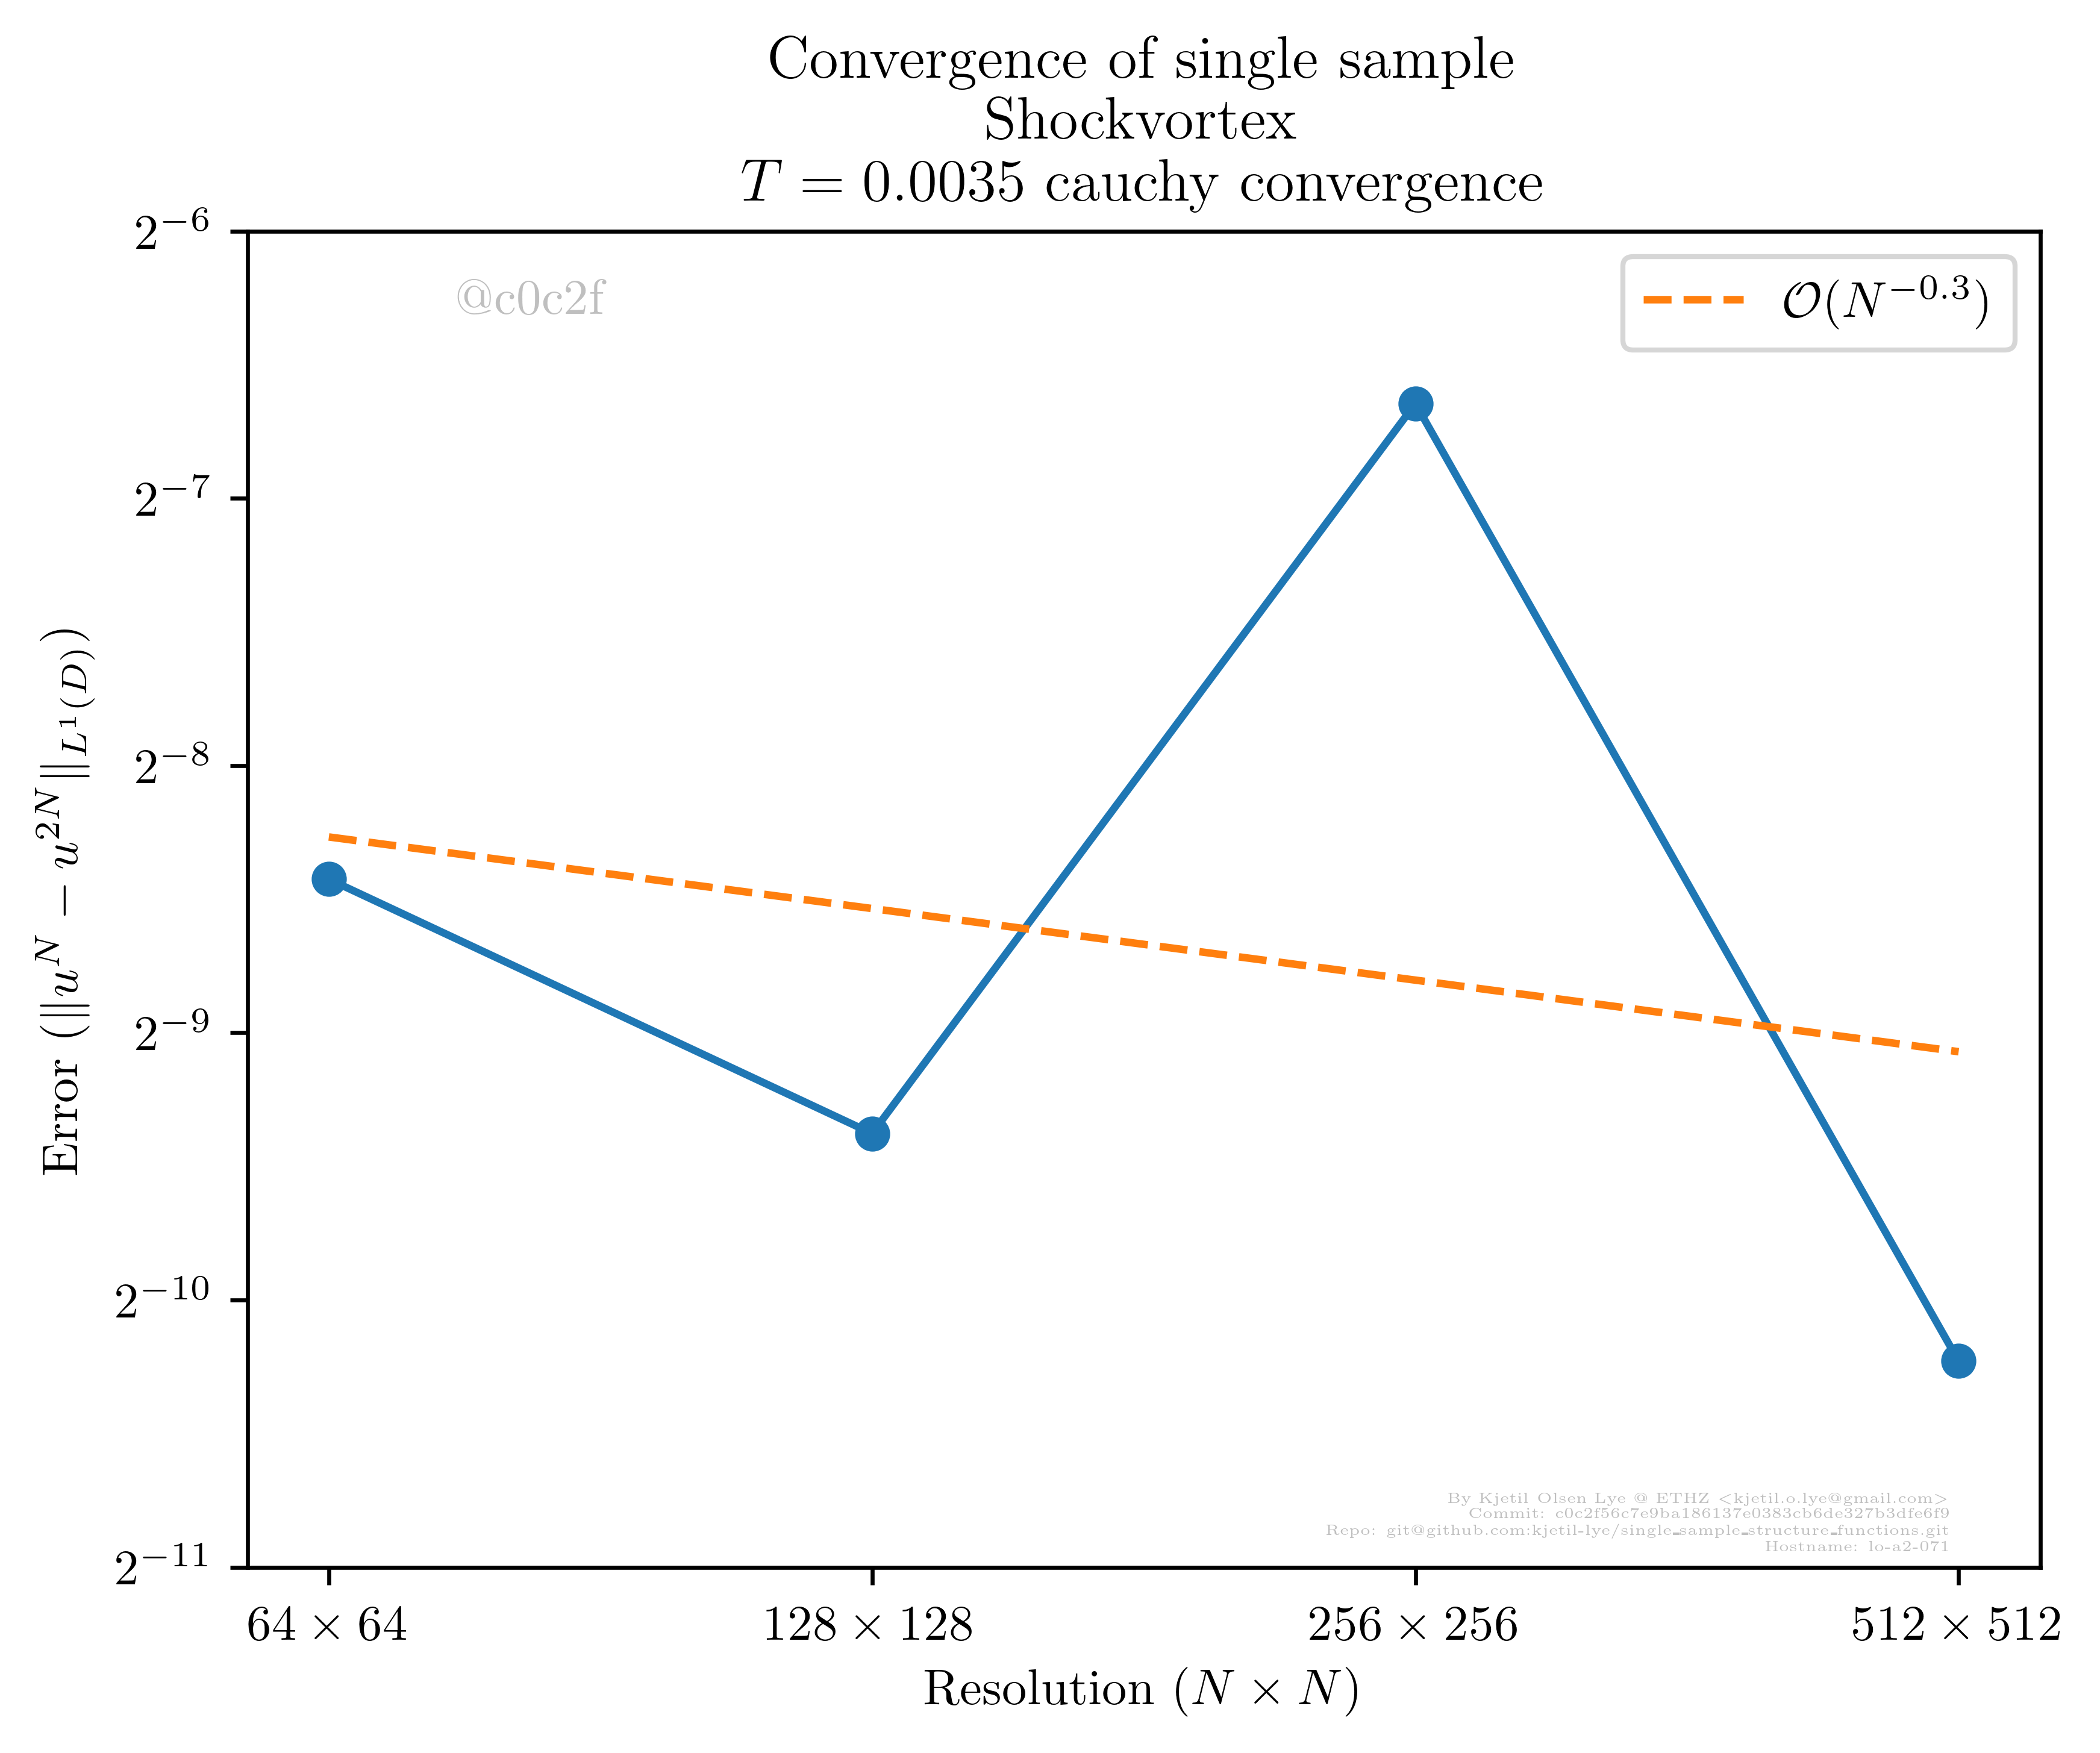 Convergence of single sample
Shockvortex
T = 0.0035 cauchy convergence
2^{-6}
@c0c2f
𝒪(N^{-0.3})
2^{-7}
2^{-8}
2^{-9}
2^{-10}
2^{-11}
Error (||u^N − u^{2N}||_{L^1(D)})
By Kjetil Olsen Lye @ ETHZ <kjetil.o.lye@gmail.com>
Commit: c0c2f56c7e9ba186137e0383cb6de327b3dfe6f9
Repo: git@github.com:kjetil-lye/single_sample_structure_functions.git
Hostname: lo-a2-071
64 × 64 128 × 128 256 × 256 512 × 512
Resolution (N × N)